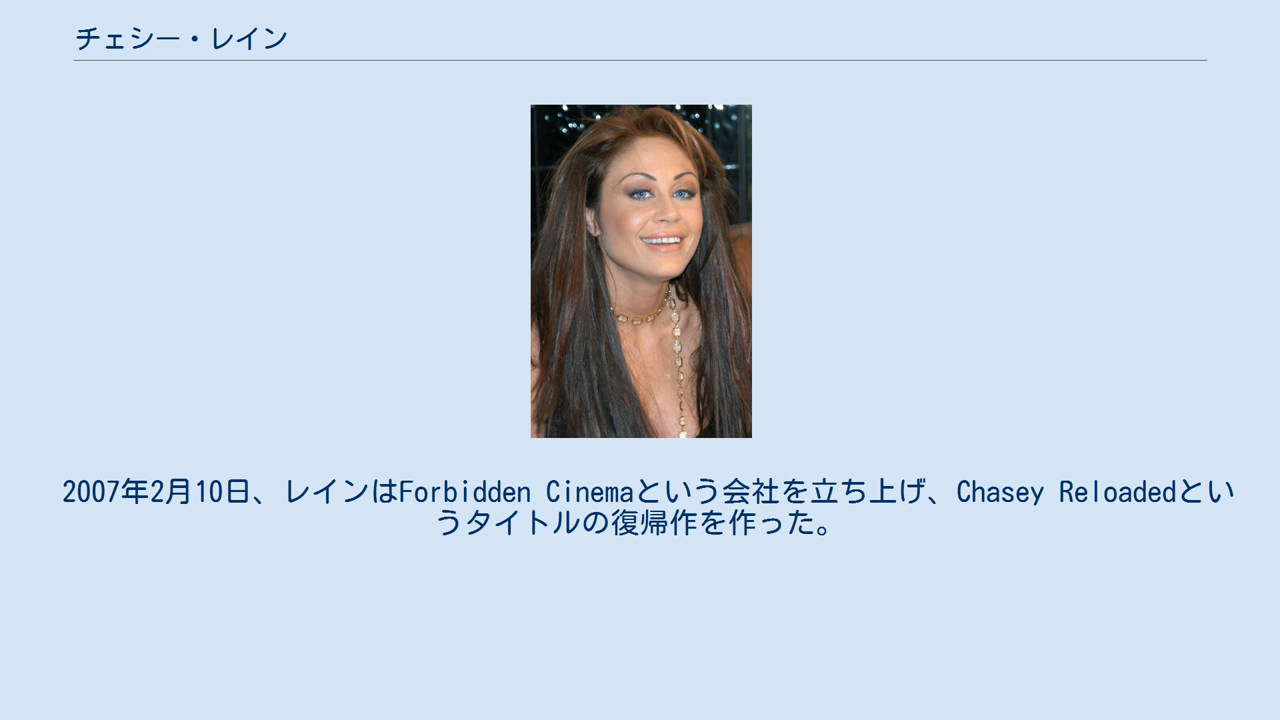 チェシー・レイン
2007年2月10日、レインはForbidden Cinemaという会社を立ち上げ、Chasey Reloadedとい
うタイトルの復帰作を作った。